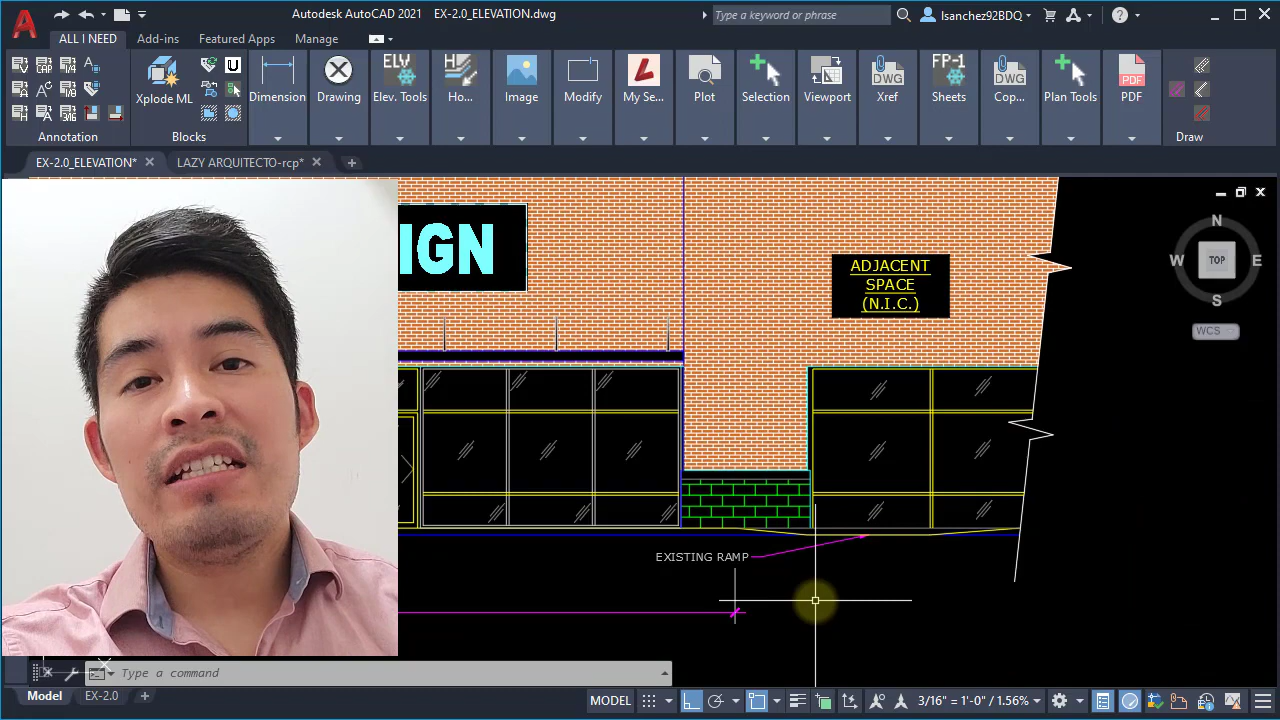 Autodesk AutoCAD 2021 EX-2.0_ELEVATION.dwg
Type a keyword or phrase
lsanchez92BDQ
ALL I NEED
Add-ins
Featured Apps
Manage
Xplode ML
Dimension
Drawing
ELV
Elev. Tools
Ho...
Image
Modify
My Se...
Plot
Selection
Viewport
DWG
Xref
FP-1
Sheets
DWG
Cop...
Plan Tools
PDF
PDF
Annotation
Blocks
Draw
EX-2.0_ELEVATION*
LAZY ARQUITECTO-rcp*
IGN
ADJACENT
SPACE
(N.I.C.)
N
W
TOP
E
S
WCS
EXISTING RAMP
Type a command
Model
EX-2.0
MODEL
3/16" = 1'-0" / 1.56%